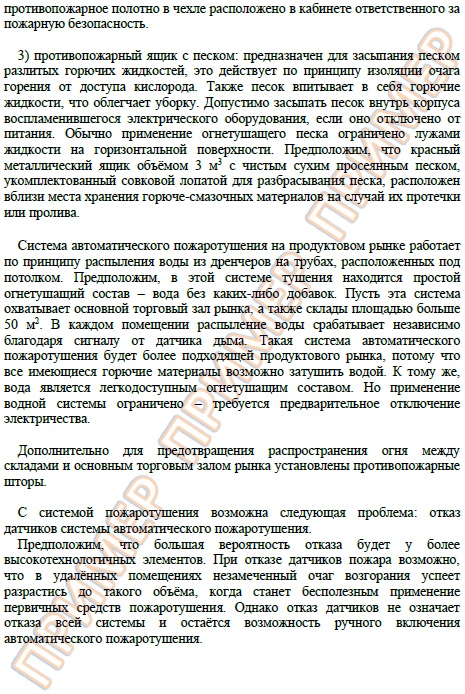 противопожарное полотно в чехле расположено в кабинете ответственного за
пожарную безопасность.
3) противопожарный ящик с песком: предназначен для засыпания песком
разлитых горючих жидкостей, это действует по принципу изоляции очага
горения от доступа кислорода. Также песок впитывает в себя горючие
жидкости, что облегчает уборку. Допустимо засыпать песок внутрь корпуса
воспламенившегося электрического оборудования, если оно отключено от
питания. Обычно применение огнетушащего песка ограничено лужами
жидкости на горизонтальной поверхности. Предположим, что красный
металлический ящик объёмом 3 м³ с чистым сухим просеянным песком,
укомплектованный совковой лопатой для разбрасывания песка, расположен
вблизи места хранения горюче-смазочных материалов на случай их протечки
или пролива.
Система автоматического пожаротушения на продуктовом рынке работает
по принципу распыления воды из дренчеров на трубах, расположенных под
потолком. Предположим, в этой системе тушения находится простой
огнетушащий состав – вода без каких-либо добавок. Пусть эта система
охватывает основной торговый зал рынка, а также склады площадью больше
50 м². В каждом помещении распыление воды срабатывает независимо
благодаря сигналу от датчика дыма. Такая система автоматического
пожаротушения будет более подходящей продуктового рынка, потому что
все имеющиеся горючие материалы возможно затушить водой. К тому же,
вода является легкодоступным огнетушащим составом. Но применение
водной системы ограничено – требуется предварительное отключение
электричества.
Дополнительно для предотвращения распространения огня между
складами и основным торговым залом рынка установлены противопожарные
шторы.
С системой пожаротушения возможна следующая проблема: отказ
датчиков системы автоматического пожаротушения.
Предположим, что большая вероятность отказа будет у более
высокотехнологичных элементов. При отказе датчиков пожара возможно,
что в удалённых помещениях незамеченный очаг возгорания успеет
разрастись до такого объёма, когда станет бесполезным применение
первичных средств пожаротушения. Однако отказ датчиков не означает
отказа всей системы и остаётся возможность ручного включения
автоматического пожаротушения.
ПРИМЕР ПРИМЕР ПРИМЕР ПРИМЕР